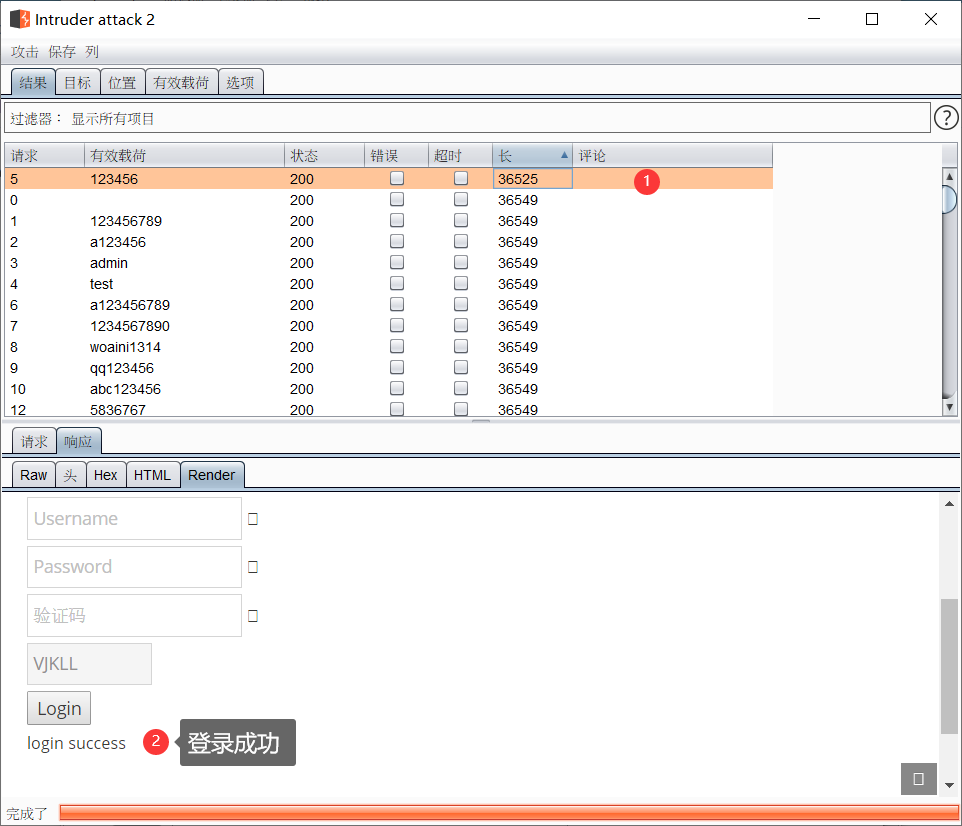 Intruder attack 2
攻击 保存 列
结果 目标 位置 有效载荷 选项
过滤器： 显示所有项目 ?
请求 有效载荷 状态 错误 超时 长 评论
5 123456 200 36525 1
0 200 36549
1 123456789 200 36549
2 a123456 200 36549
3 admin 200 36549
4 test 200 36549
6 a123456789 200 36549
7 1234567890 200 36549
8 woaini1314 200 36549
9 qq123456 200 36549
10 abc123456 200 36549
12 5836767 200 36549
请求 响应
Raw 头 Hex HTML Render
Username
Password
验证码
VJKLL
Login
login success 2 登录成功
完成了